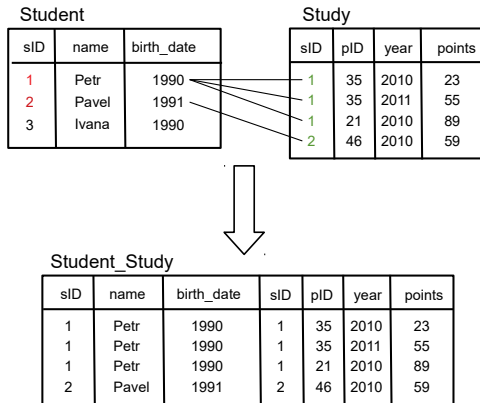 Student
sID name birth_date
1 Petr 1990
2 Pavel 1991
3 Ivana 1990
Study
sID pID year points
1 35 2010 23
1 35 2011 55
1 21 2010 89
2 46 2010 59
Student_Study
sID name birth_date sID pID year points
1 Petr 1990 1 35 2010 23
1 Petr 1990 1 35 2011 55
1 Petr 1990 1 21 2010 89
2 Pavel 1991 2 46 2010 59